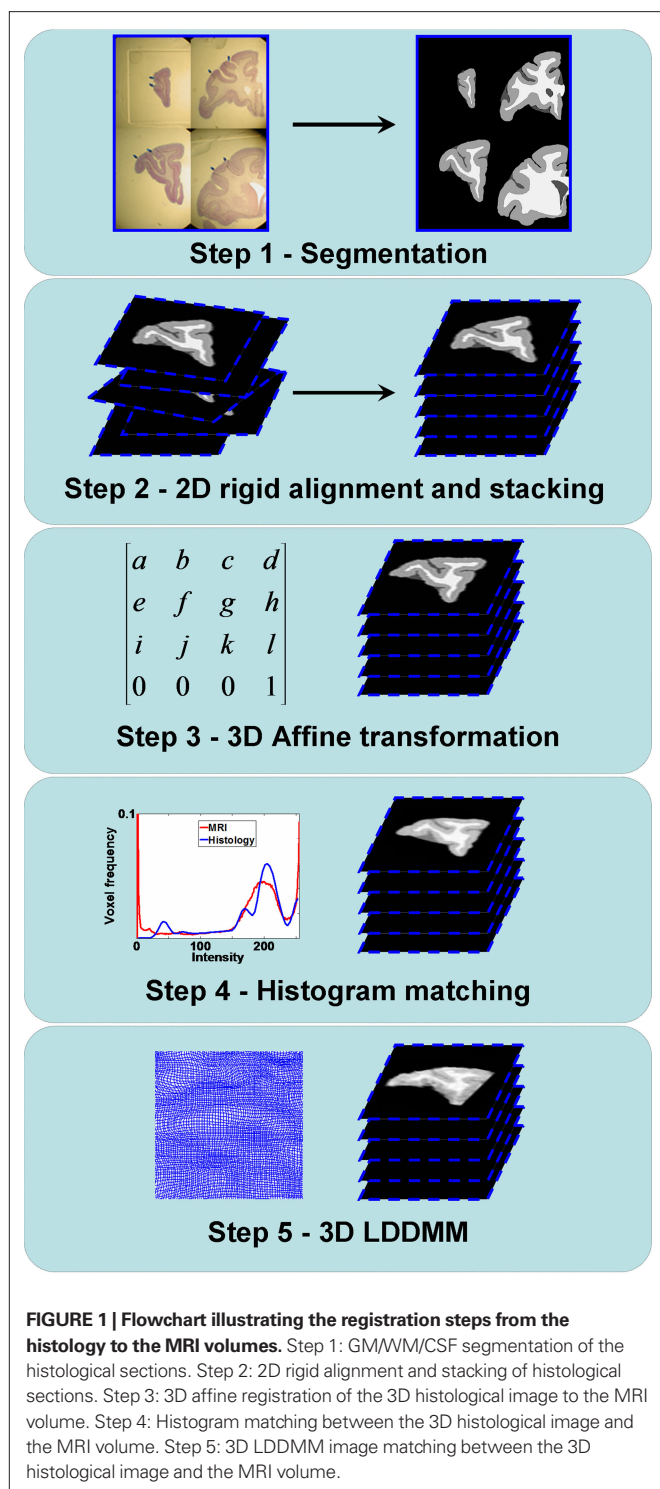 Step 1 - Segmentation
Step 2 - 2D rigid alignment and stacking
a b c d
e f g h
i j k l
0 0 0 1
Step 3 - 3D Affine transformation
0.1
Voxel frequency
MRI
Histology
0 100 200
Intensity
Step 4 - Histogram matching
Step 5 - 3D LDDMM
FIGURE 1 | Flowchart illustrating the registration steps from the
histology to the MRI volumes. Step 1: GM/WM/CSF segmentation of the
histological sections. Step 2: 2D rigid alignment and stacking of histological
sections. Step 3: 3D affine registration of the 3D histological image to the MRI
volume. Step 4: Histogram matching between the 3D histological image and
the MRI volume. Step 5: 3D LDDMM image matching between the 3D
histological image and the MRI volume.